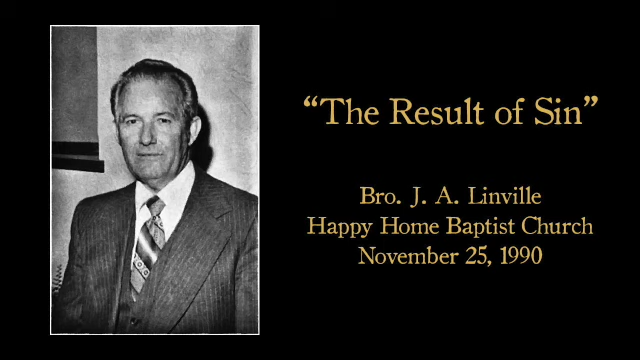 “The Result of Sin”
Bro. J. A. Linville
Happy Home Baptist Church
November 25, 1990